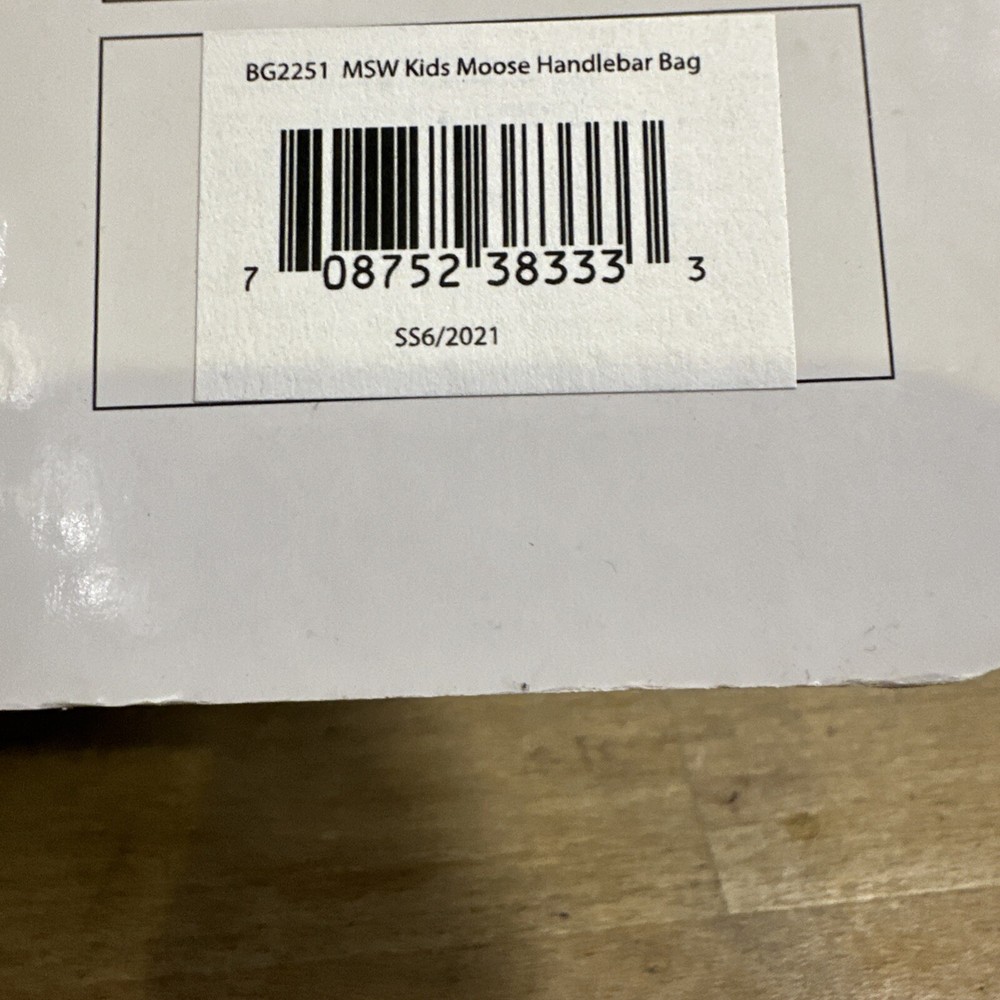 BG2251 MSW Kids Moose Handlebar Bag
7 08752 38333 3
SS6/2021